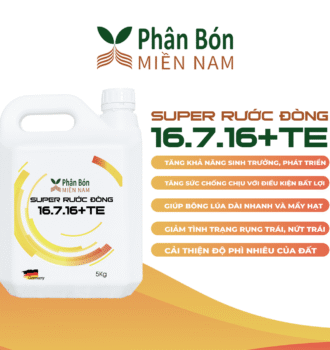 Phân Bón
MIỀN NAM
SUPER RƯỚC ĐÒNG
16.7.16+TE
TĂNG KHẢ NĂNG SINH TRƯỞNG, PHÁT TRIỂN
TĂNG SỨC CHỐNG CHỊU VỚI ĐIỀU KIỆN BẤT LỢI
GIÚP BÔNG LÚA DÀI NHANH VÀ MẨY HẠT
GIẢM TÌNH TRẠNG RỤNG TRÁI, NỨT TRÁI
CẢI THIỆN ĐỘ PHÌ NHIÊU CỦA ĐẤT
Phân Bón
MIỀN NAM
SUPER RƯỚC ĐÒNG
16.7.16+TE
Germany
5Kg